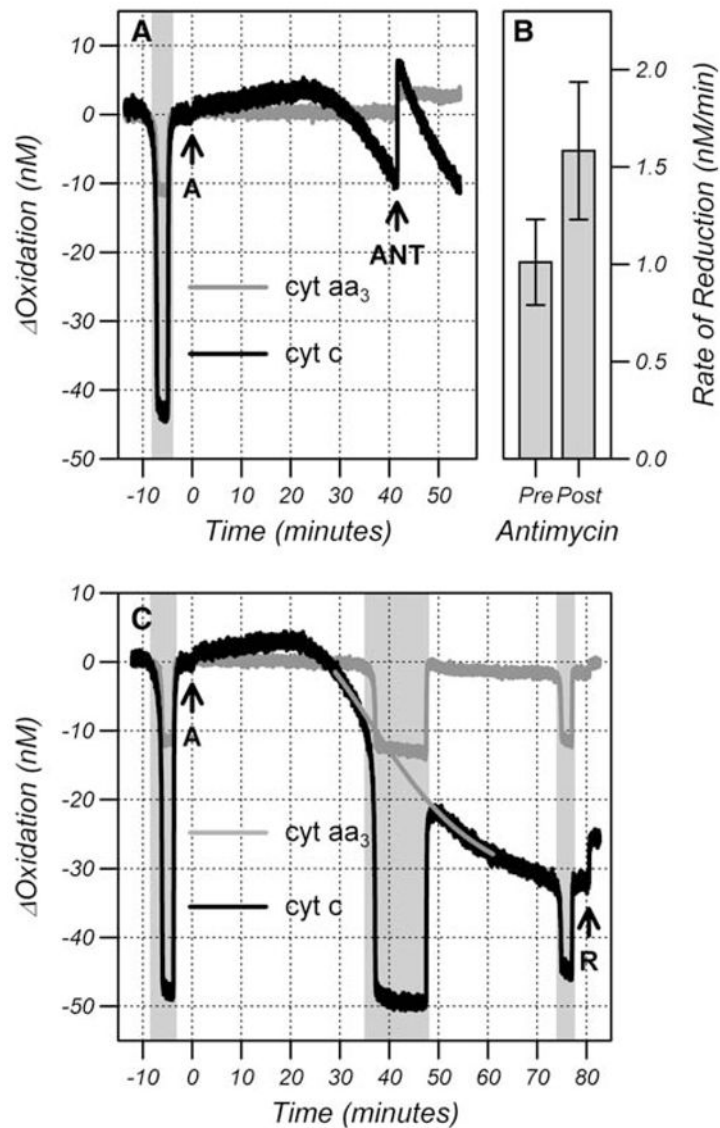 A
B
10
0
-10
-20
-30
-40
-50
ΔOxidation (nM)
A
ANT
cyt aa3
cyt c
-10 0 10 20 30 40 50
Time (minutes)
2.0
1.5
1.0
0.5
0.0
Rate of Reduction (nM/min)
Pre Post
Antimycin
C
10
0
-10
-20
-30
-40
-50
ΔOxidation (nM)
A
cyt aa3
cyt c
R
-10 0 10 20 30 40 50 60 70 80
Time (minutes)